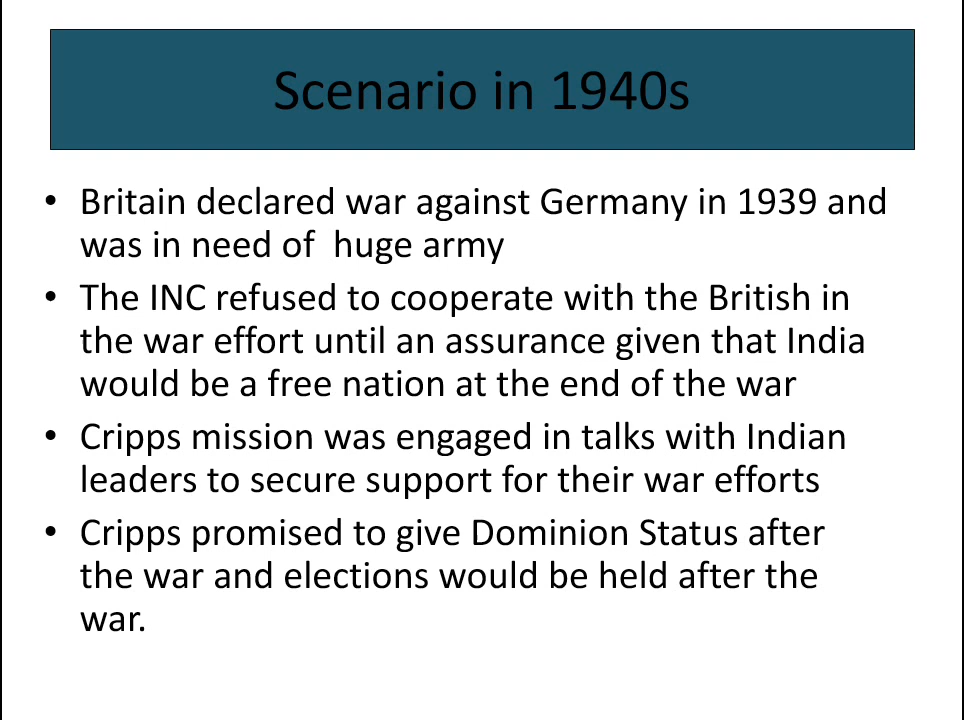 Scenario in 1940s
• Britain declared war against Germany in 1939 and
was in need of  huge army
• The INC refused to cooperate with the British in
the war effort until an assurance given that India
would be a free nation at the end of the war
• Cripps mission was engaged in talks with Indian
leaders to secure support for their war efforts
• Cripps promised to give Dominion Status after
the war and elections would be held after the
war.